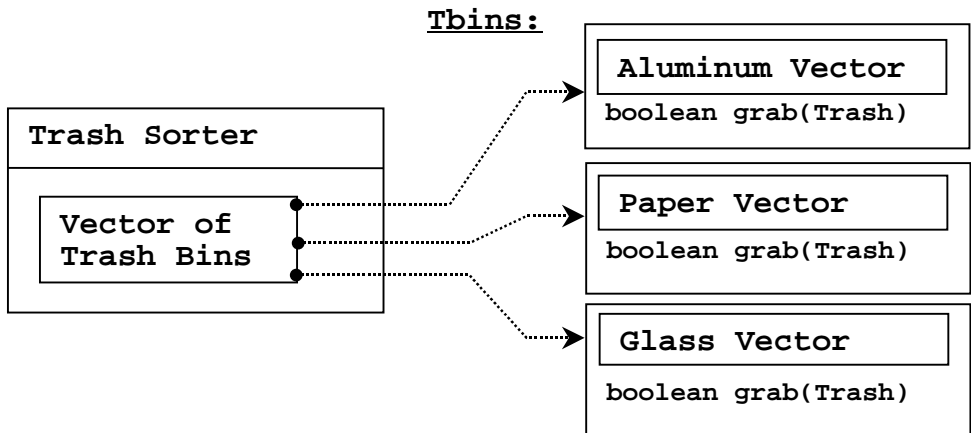 Tbins:
Trash Sorter
Vector of
Trash Bins
Aluminum Vector
boolean grab(Trash)
Paper Vector
boolean grab(Trash)
Glass Vector
boolean grab(Trash)